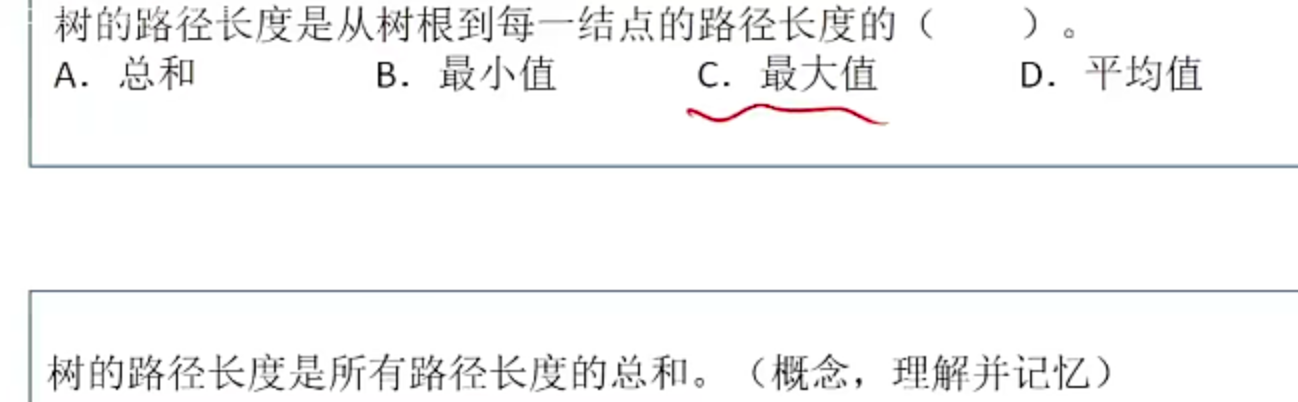 树的路径长度是从树根到每一结点的路径长度的（　　）。
A. 总和 B. 最小值 C. 最大值 D. 平均值
树的路径长度是所有路径长度的总和。（概念，理解并记忆）